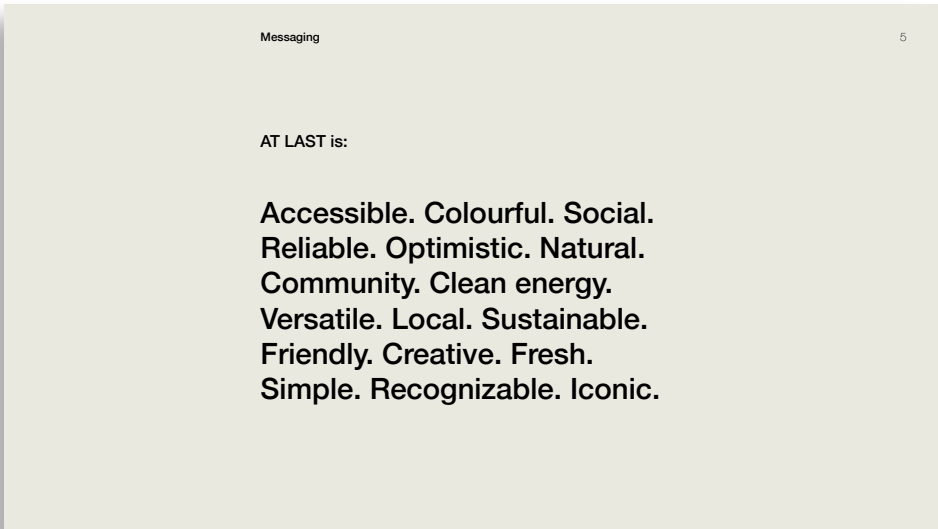 Messaging
5
AT LAST is:
Accessible. Colourful. Social.
Reliable. Optimistic. Natural.
Community. Clean energy.
Versatile. Local. Sustainable.
Friendly. Creative. Fresh.
Simple. Recognizable. Iconic.